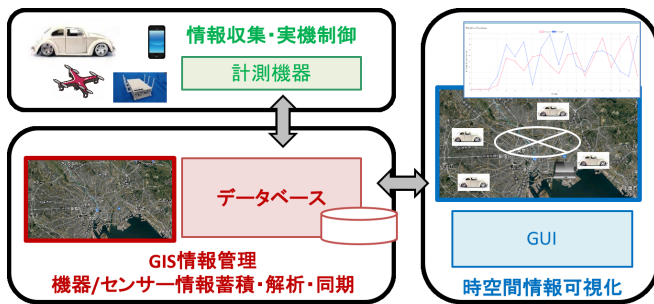 情報収集・実機制御
計測機器
データベース
GIS情報管理
機器/センサー情報蓄積・解析・同期
GUI
時空間情報可視化